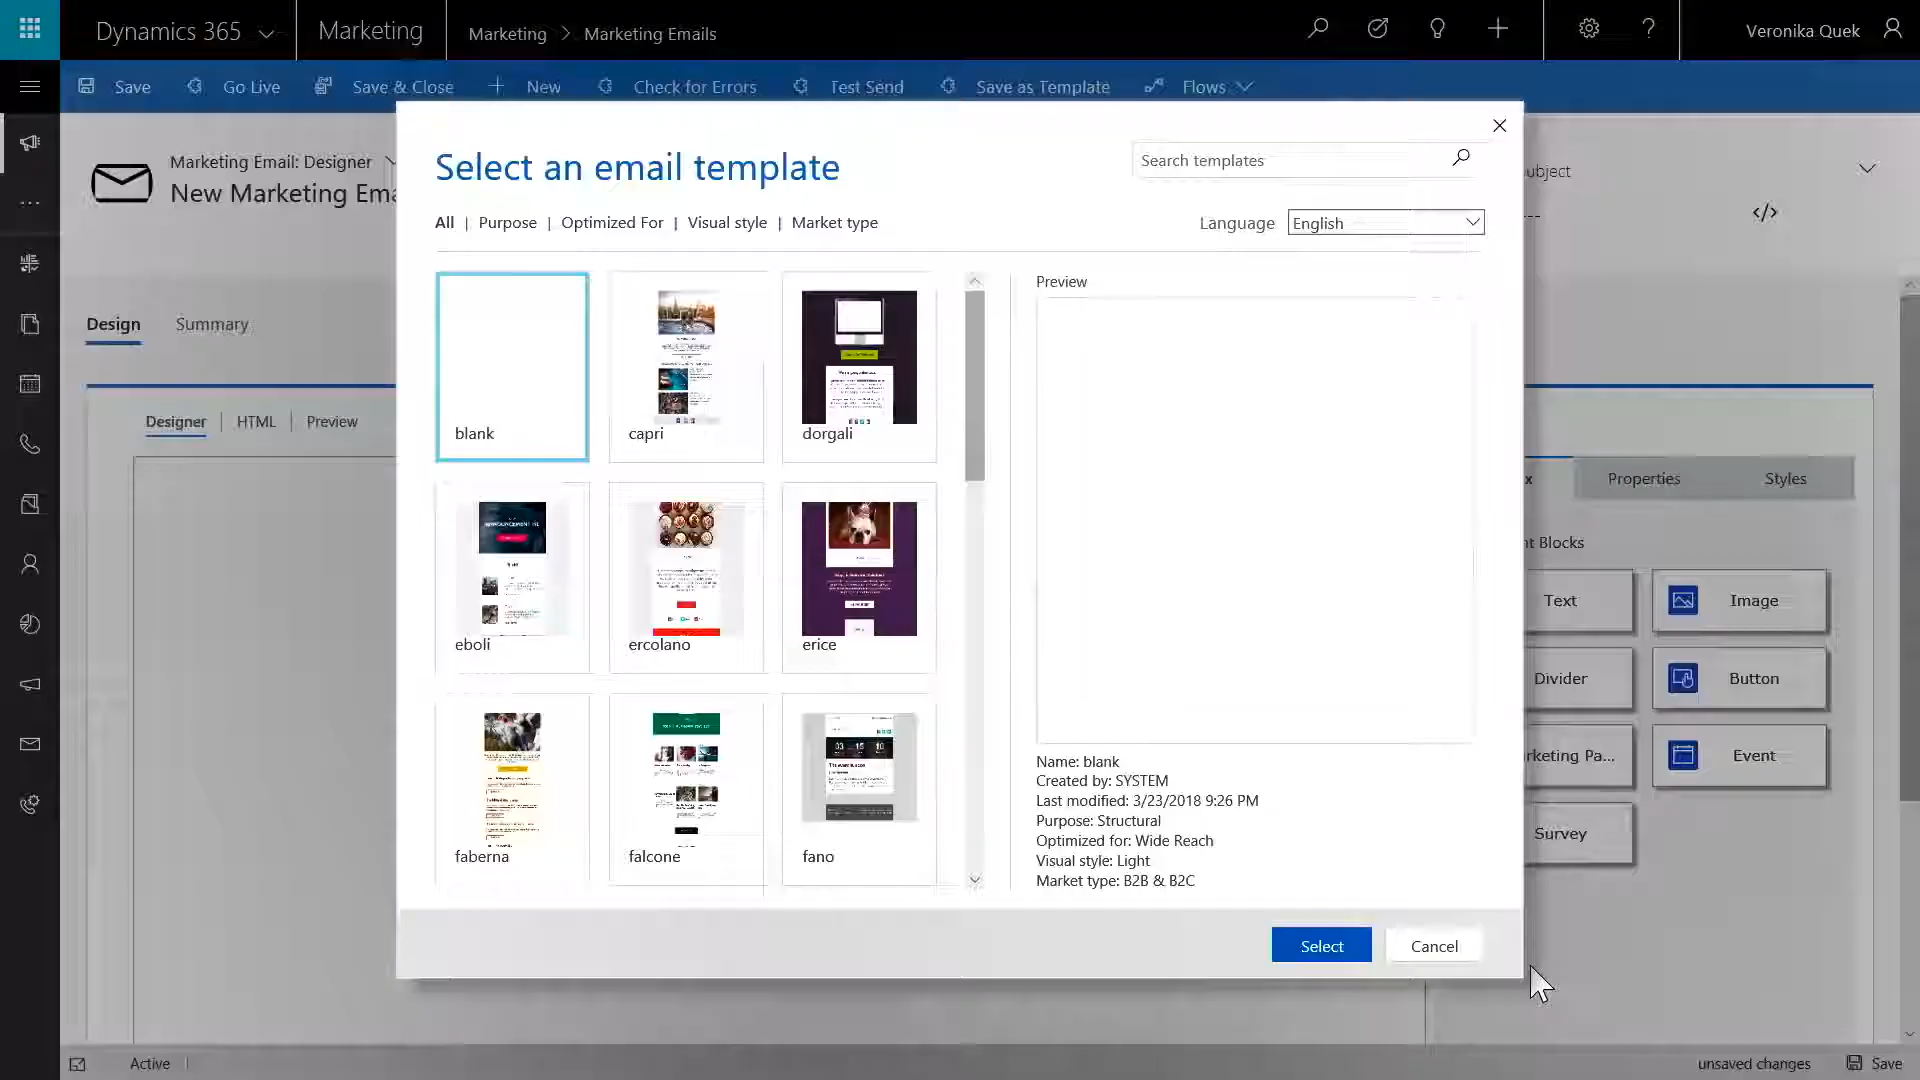 Dynamics 365
Marketing
Marketing > Marketing Emails
Veronika Quek
Save
Go Live
Save & Close
New
Check for Errors
Test Send
Save as Template
Flows
Marketing Email: Designer
New Marketing Ema
ubject
---
</>
Design
Summary
Designer
HTML
Preview
Select an email template
Search templates
All | Purpose | Optimized For | Visual style | Market type
Language
English
blank
capri
dorgali
eboli
ercolano
erice
faberna
falcone
fano
03 15 10
Preview
Name: blank
Created by: SYSTEM
Last modified: 3/23/2018 9:26 PM
Purpose: Structural
Optimized for: Wide Reach
Visual style: Light
Market type: B2B & B2C
Select
Cancel
x
Properties
Styles
nt Blocks
Text
Image
Divider
Button
rketing Pa...
Event
Survey
Active
unsaved changes
Save